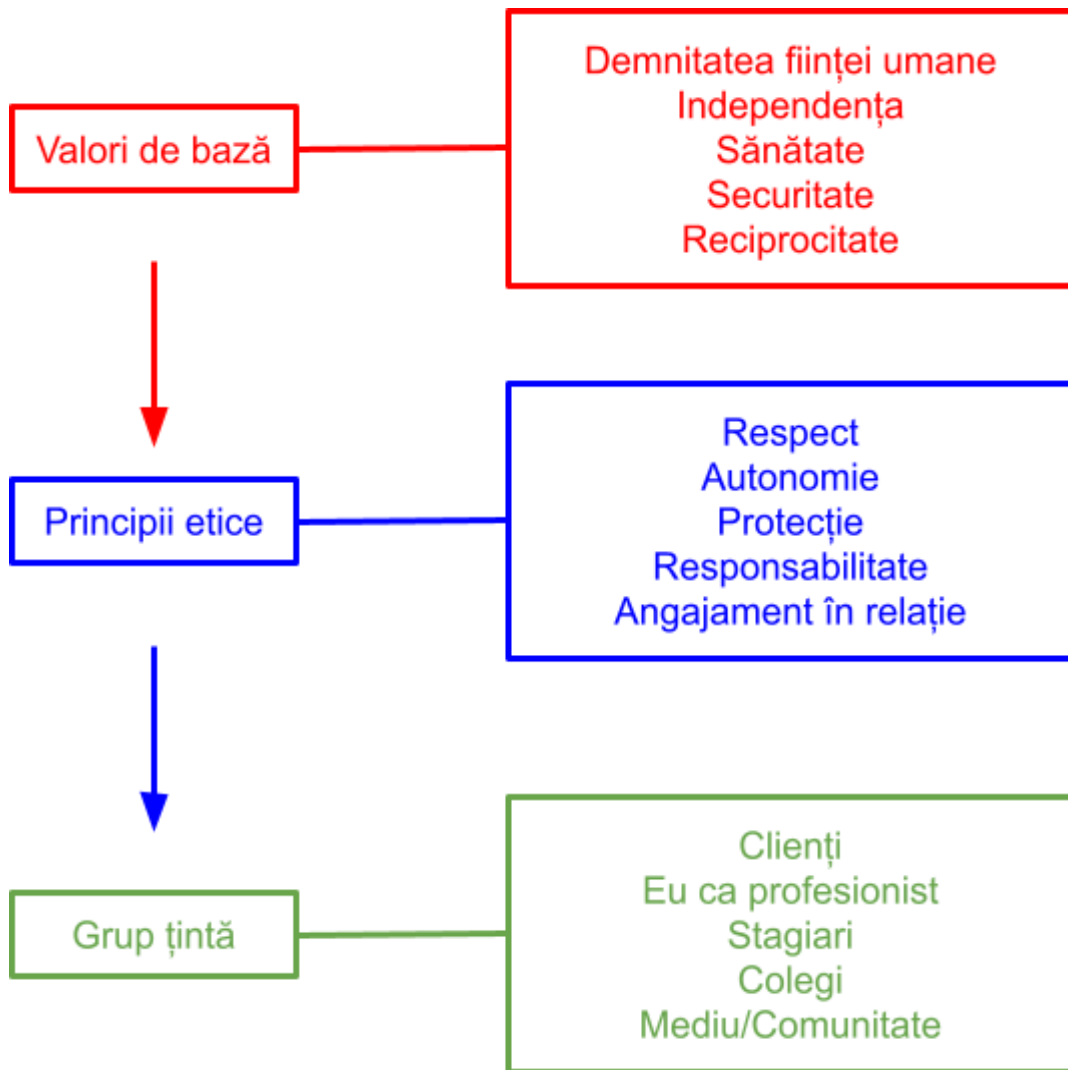 Valori de bază
Demnitatea ființei umane
Independența
Sănătate
Securitate
Reciprocitate
Principii etice
Respect
Autonomie
Protecție
Responsabilitate
Angajament în relație
Grup țintă
Clienți
Eu ca profesionist
Stagiari
Colegi
Mediu/Comunitate